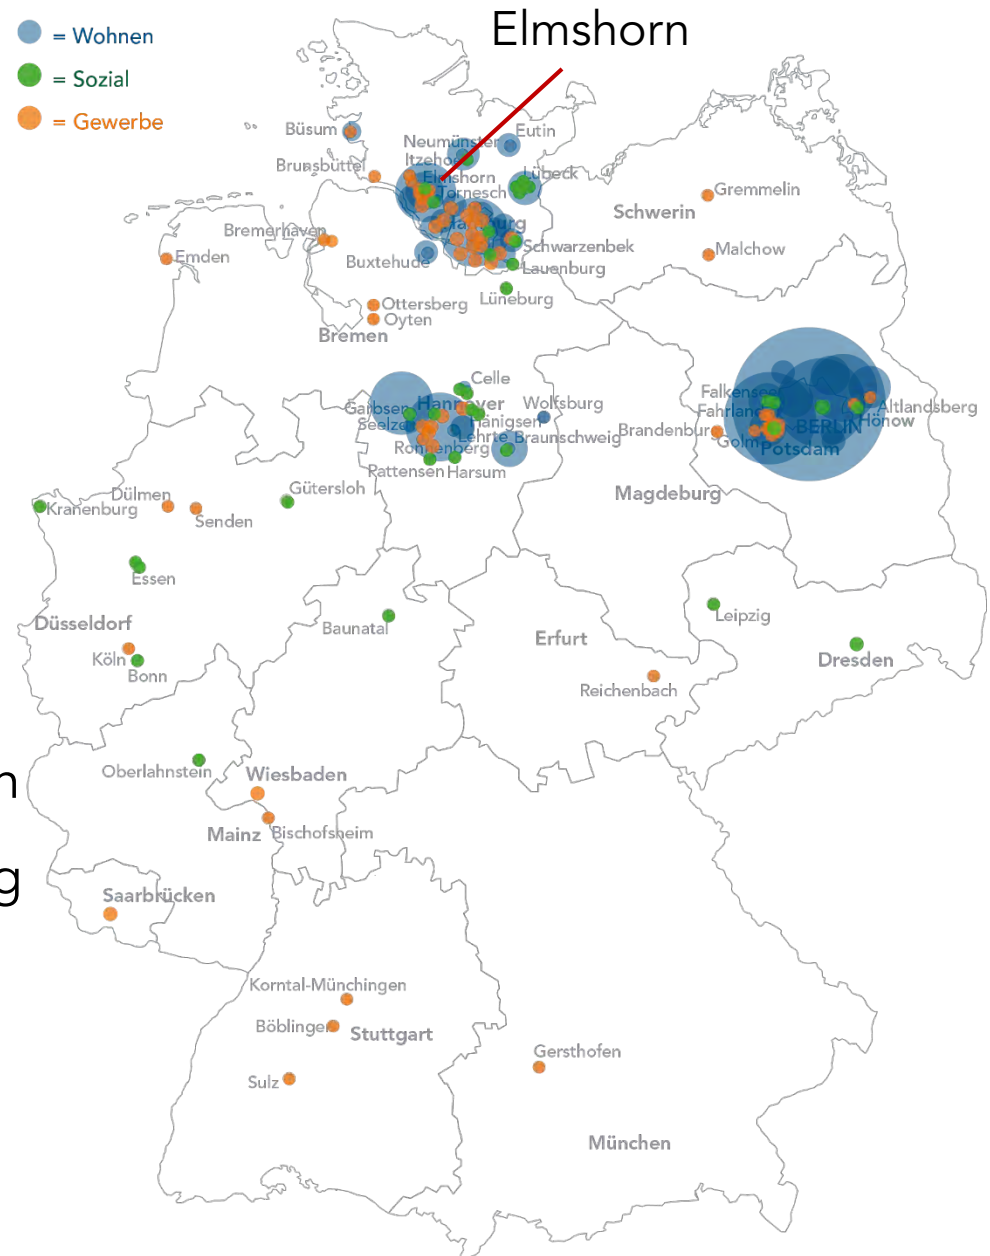 Elmshorn
= Wohnen
= Sozial
= Gewerbe
Büsum
Eutin
Neumünster
Itzehoe
Brunsbüttel
Elmshorn
Lübeck
Tornesch
Gremmelin
Schwerin
Bremerhaven
Hamburg
Schwarzenbek
Malchow
Emden
Buxtehude
Lauenburg
Lüneburg
Ottersberg
Oyten
Bremen
Celle
Falkensee
Garbsen
Hannover
Wolfsburg
Fahrland
Altlandsberg
Seelze
Hänigsen
Brandenburg
BERLIN
Hönow
Lehrte
Braunschweig
Golm
Potsdam
Ronnenberg
Pattensen
Harsum
Magdeburg
Gütersloh
Dülmen
Kranenburg
Senden
Essen
Düsseldorf
Baunatal
Leipzig
Erfurt
Köln
Dresden
Bonn
Reichenbach
Oberlahnstein
Wiesbaden
n
Mainz
Bischofsheim
g
Saarbrücken
Korntal-Münchingen
Böblingen
Stuttgart
Gersthofen
Sulz
München